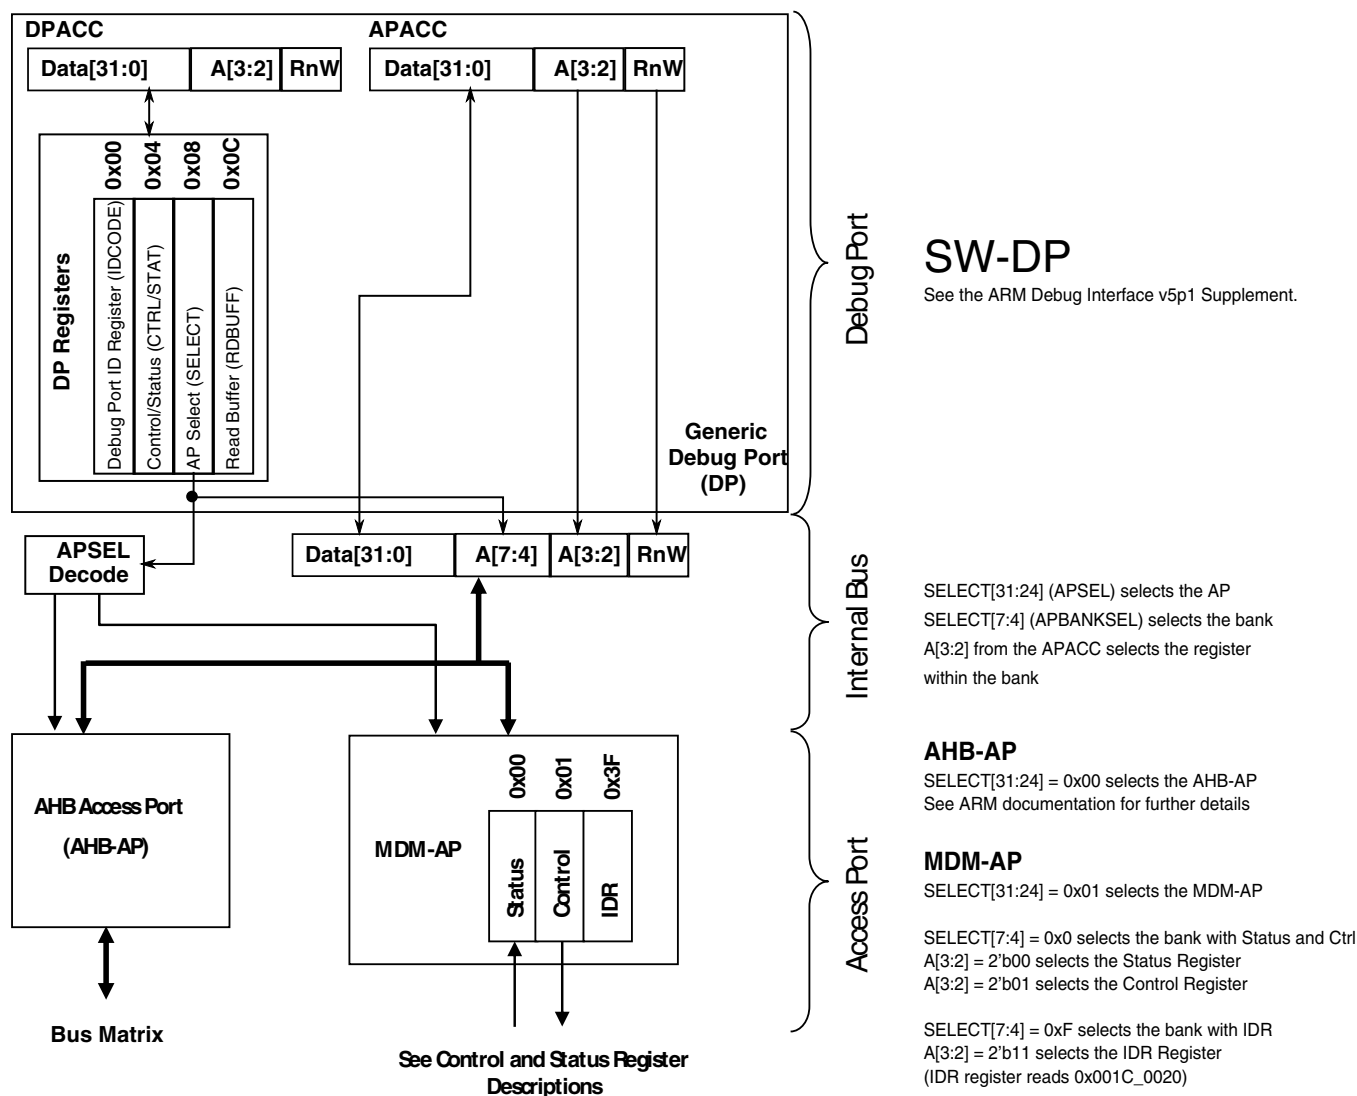 DPACC
APACC
Data[31:0] A[3:2] RnW
Data[31:0] A[3:2] RnW
0x00
0x04
0x08
0x0C
DP Registers
Debug Port ID Register (IDCODE)
Control/Status (CTRL/STAT)
AP Select (SELECT)
Read Buffer (RDBUFF)
Generic
Debug Port
(DP)
Debug Port
SW-DP
See the ARM Debug Interface v5p1 Supplement.
APSEL
Decode
Data[31:0] A[7:4] A[3:2] RnW
Internal Bus
SELECT[31:24] (APSEL) selects the AP
SELECT[7:4] (APBANKSEL) selects the bank
A[3:2] from the APACC selects the register
within the bank
AHB Access Port
(AHB-AP)
Bus Matrix
MDM-AP
0x00
0x01
0x3F
Status
Control
IDR
See Control and Status Register
Descriptions
Access Port
AHB-AP
SELECT[31:24] = 0x00 selects the AHB-AP
See ARM documentation for further details
MDM-AP
SELECT[31:24] = 0x01 selects the MDM-AP
SELECT[7:4] = 0x0 selects the bank with Status and Ctrl
A[3:2] = 2'b00 selects the Status Register
A[3:2] = 2'b01 selects the Control Register
SELECT[7:4] = 0xF selects the bank with IDR
A[3:2] = 2'b11 selects the IDR Register
(IDR register reads 0x001C_0020)